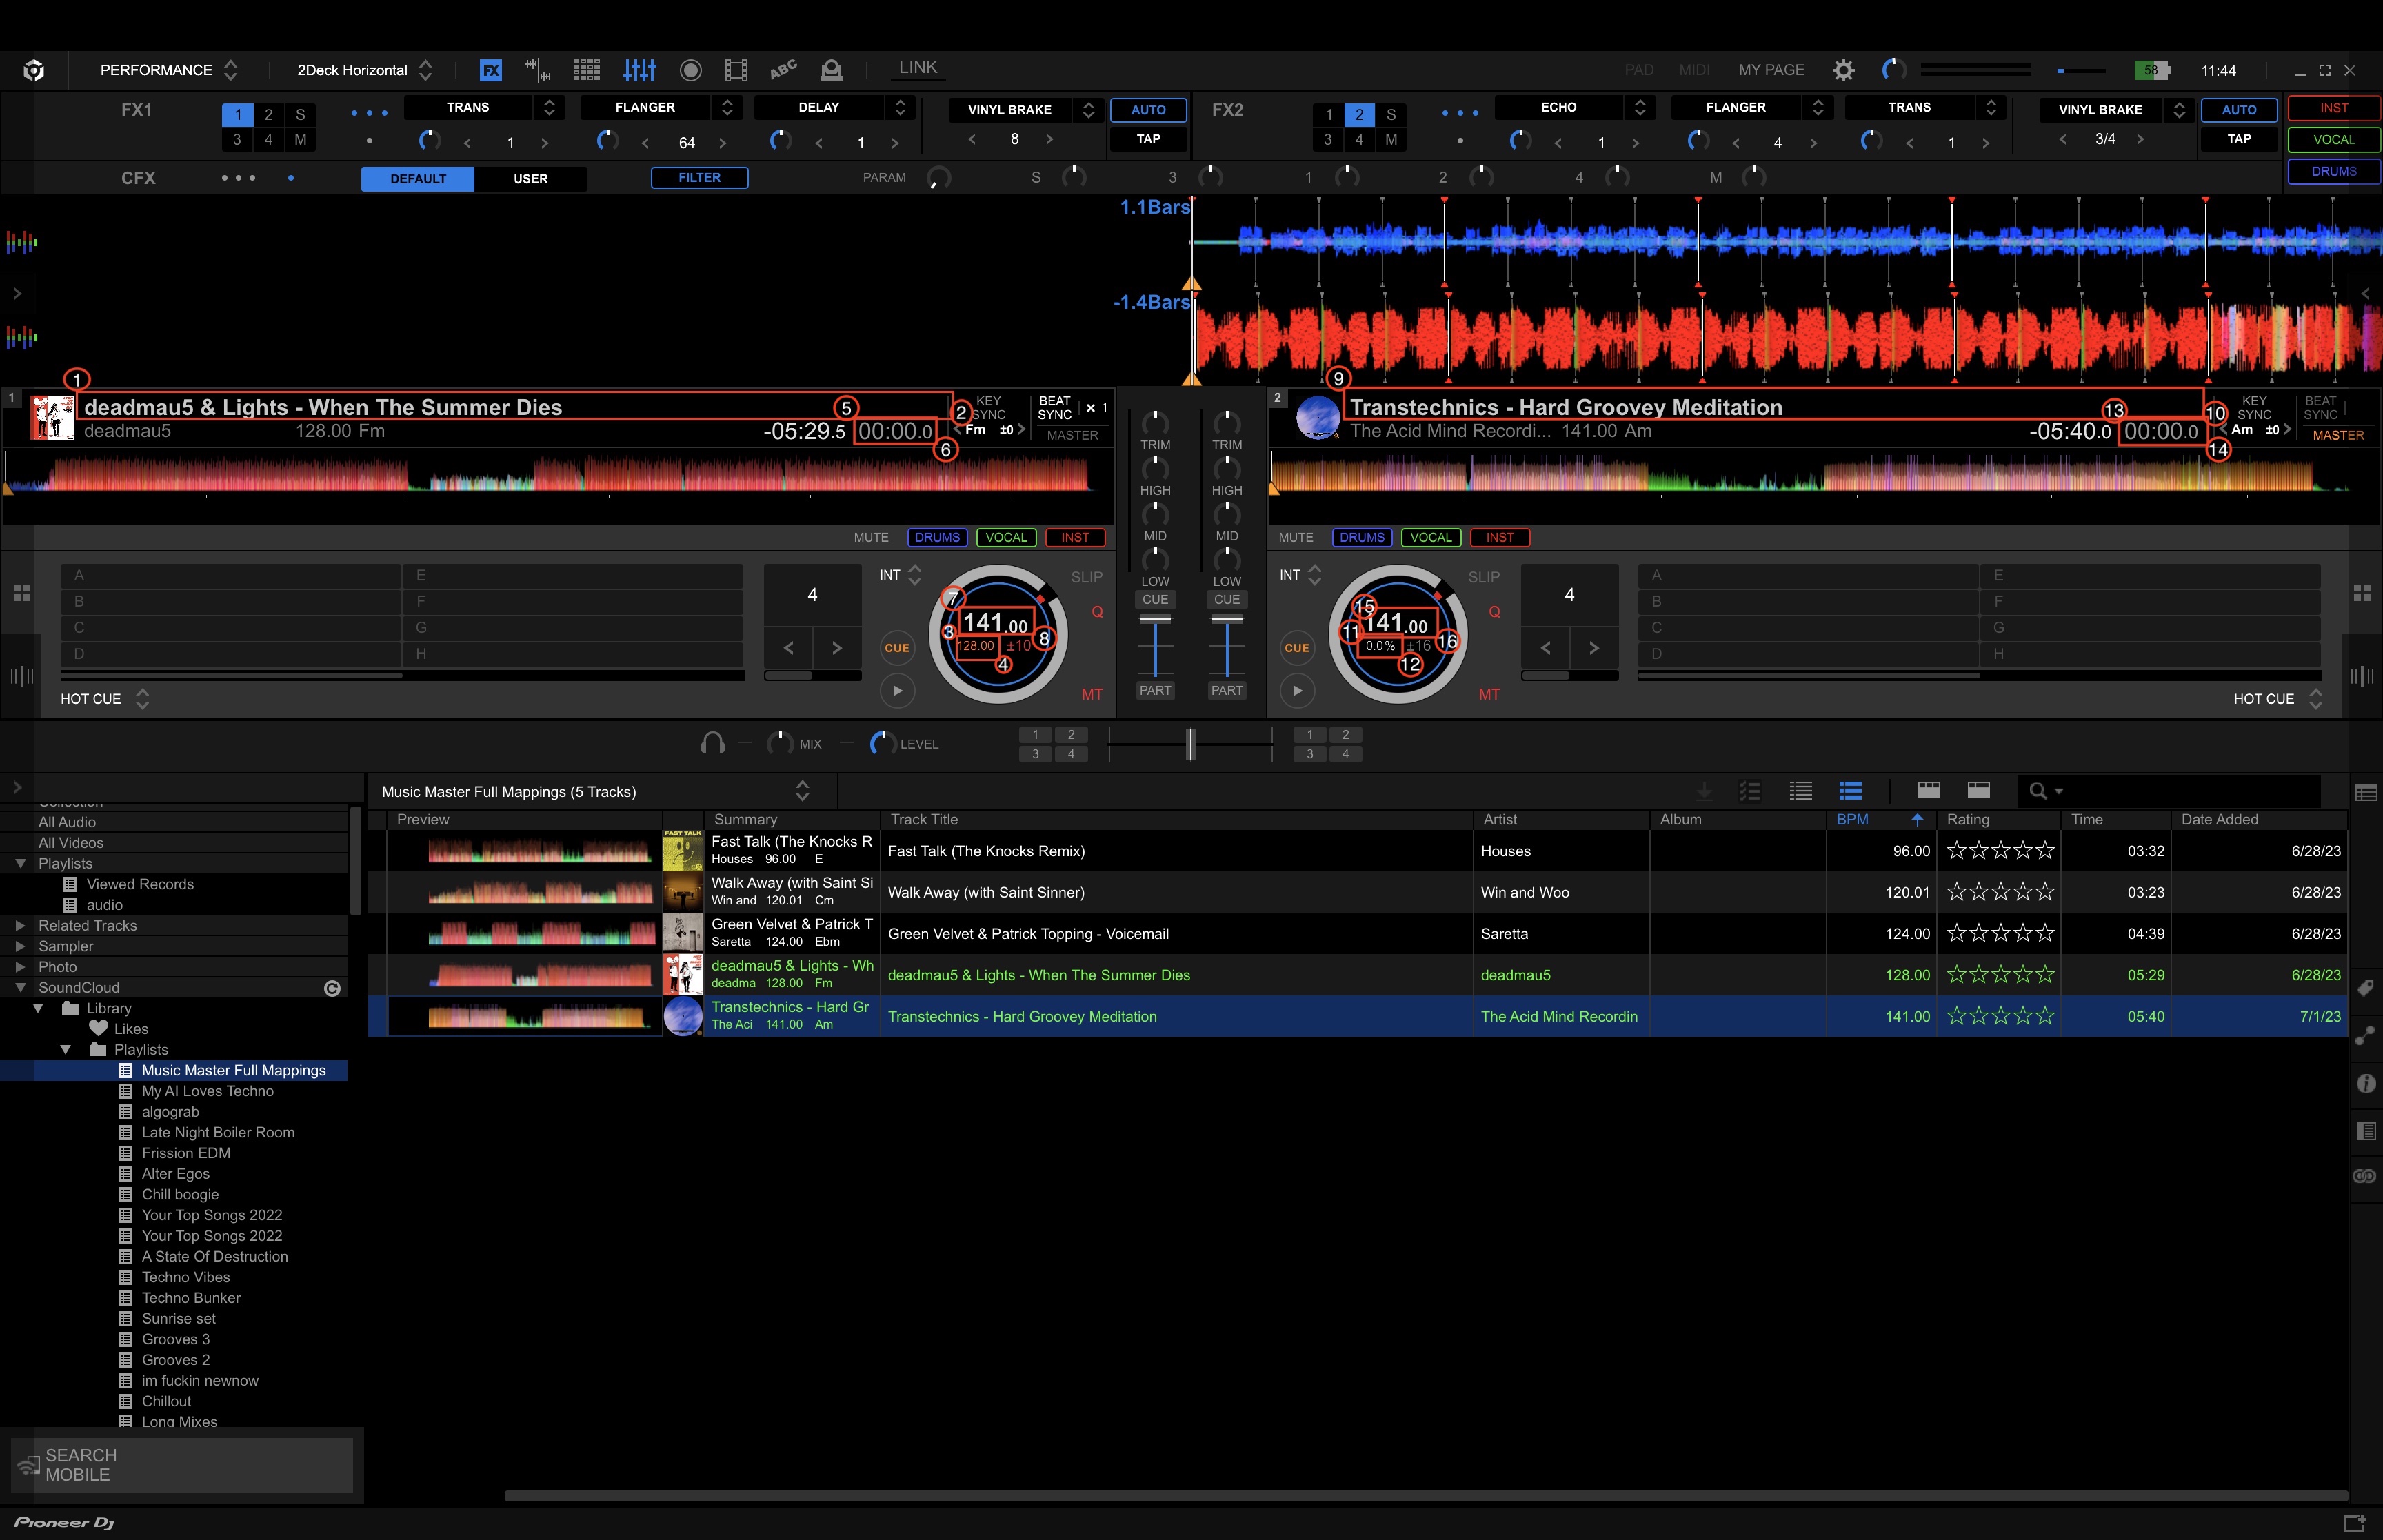 PERFORMANCE 2Deck Horizontal FX ABC LINK PAD MIDI MY PAGE 58 11:44
FX1 1 2 S TRANS FLANGER DELAY VINYL BRAKE AUTO FX2 1 2 S ECHO FLANGER TRANS VINYL BRAKE AUTO INST
3 4 M < 1 > < 64 > < 1 > < 8 > TAP 3 4 M < 1 > < 4 > < 1 > < 3/4 > TAP VOCAL
CFX DEFAULT USER FILTER PARAM S 3 1 2 4 M DRUMS
1.1Bars
-1.4Bars
1 9
1 deadmau5 & Lights - When The Summer Dies 5 2 KEY SYNC BEAT SYNC × 1
deadmau5 128.00 Fm -05:29.5 00:00.0 < Fm ±0 > MASTER
6
2 Transtechnics - Hard Groovey Meditation 13 10 KEY SYNC BEAT SYNC
The Acid Mind Recordi... 141.00 Am -05:40.0 00:00.0 < Am ±0 > MASTER
14
TRIM TRIM
HIGH HIGH
MID MID
LOW LOW
CUE CUE
PART PART
MUTE DRUMS VOCAL INST MUTE DRUMS VOCAL INST
A E 4 INT SLIP
B F 7 Q
C G 3 141.00 8
D H CUE 128.00 ±10 4
HOT CUE MT
INT SLIP 4 A E
15 Q B F
11 141.00 16 C G
CUE 0.0% ±16 12 D H
MT HOT CUE
MIX LEVEL 1 2 1 2
3 4 3 4
Music Master Full Mappings (5 Tracks)
Preview Summary Track Title Artist Album BPM Rating Time Date Added
FAST TALK
Fast Talk (The Knocks R Fast Talk (The Knocks Remix) Houses 96.00 03:32 6/28/23
Houses 96.00 E
Walk Away (with Saint Si Walk Away (with Saint Sinner) Win and Woo 120.01 03:23 6/28/23
Win and 120.01 Cm
Green Velvet & Patrick T Green Velvet & Patrick Topping - Voicemail Saretta 124.00 04:39 6/28/23
Saretta 124.00 Ebm
deadmau5 & Lights - Wh deadmau5 & Lights - When The Summer Dies deadmau5 128.00 05:29 6/28/23
deadma 128.00 Fm
Transtechnics - Hard Gr Transtechnics - Hard Groovey Meditation The Acid Mind Recordin 141.00 05:40 7/1/23
The Aci 141.00 Am
Collection
All Audio
All Videos
Playlists
Viewed Records
audio
Related Tracks
Sampler
Photo
SoundCloud
Library
Likes
Playlists
Music Master Full Mappings
My AI Loves Techno
algograb
Late Night Boiler Room
Frission EDM
Alter Egos
Chill boogie
Your Top Songs 2022
Your Top Songs 2022
A State Of Destruction
Techno Vibes
Techno Bunker
Sunrise set
Grooves 3
Grooves 2
im fuckin newnow
Chillout
Long Mixes
SEARCH
MOBILE
Pioneer Dj